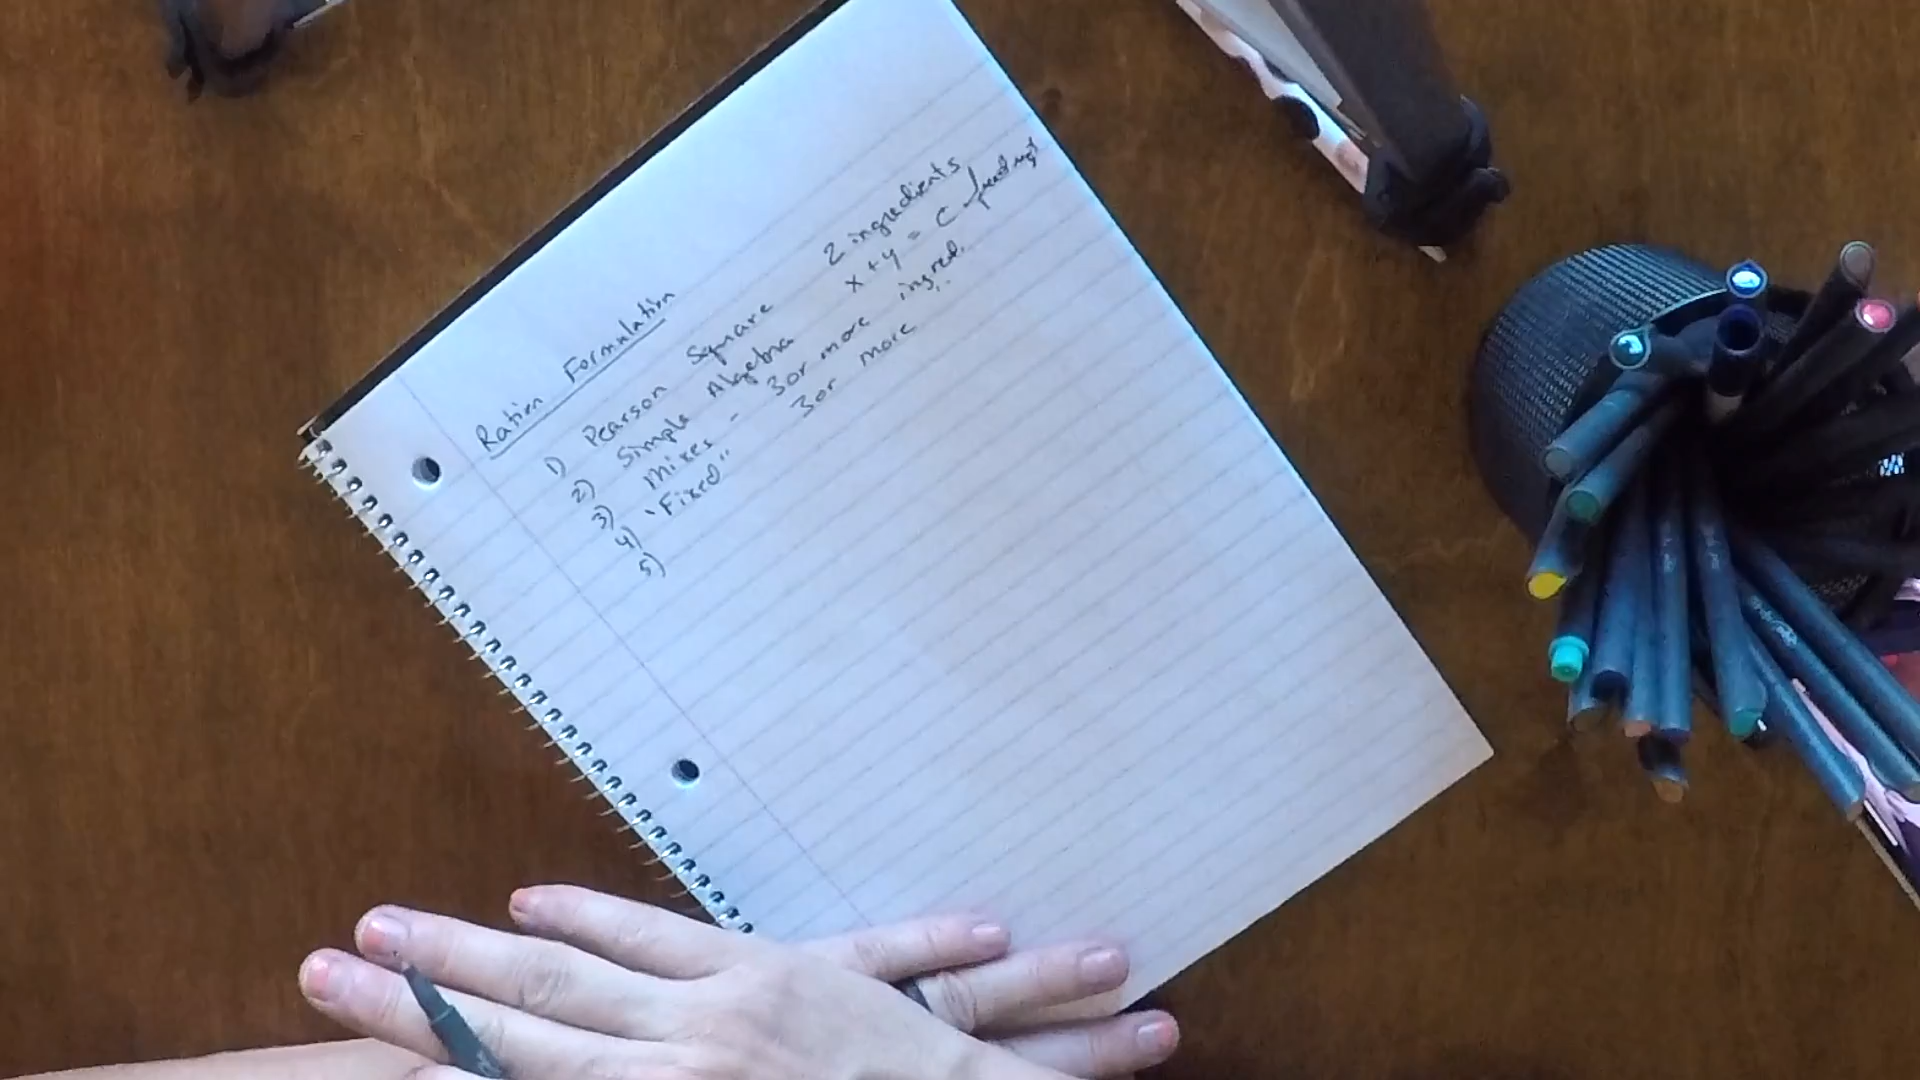 Ration Formulation
1) Pearson Square 2 ingredients
2) Simple Algebra x + y = C
3) Mixes - 3 or more ingred.
4) "Fixed" 3 or more "
5)